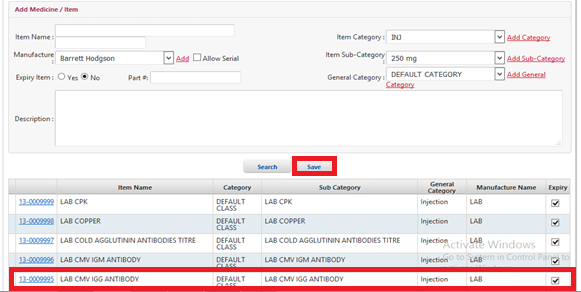 Add Medicine / Item
Item Name : Item Category : INJ Add Category
Manufacture : Barrett Hodgson Add Allow Serial Item Sub-Category : 250 mg Add Sub-Category
Expiry Item : Yes No Part #: General Category : DEFAULT CATEGORY Add General Category
Description :
Search Save
Item Name Category Sub Category General Category Manufacture Name Expiry
13-0009999 LAB CPK DEFAULT CLASS LAB CPK Injection LAB
13-0009998 LAB COPPER DEFAULT CLASS LAB COPPER Injection LAB
13-0009997 LAB COLD AGGLUTININ ANTIBODIES TITRE DEFAULT CLASS LAB COLD AGGLUTININ ANTIBODIES TITRE Injection LAB
13-0009996 LAB CMV IGM ANTIBODY DEFAULT CLASS LAB CMV IGM ANTIBODY Injection LAB
13-0009995 LAB CMV IGG ANTIBODY DEFAULT CLASS LAB CMV IGG ANTIBODY Injection LAB
Activate Windows
Go to System in Control Panel to